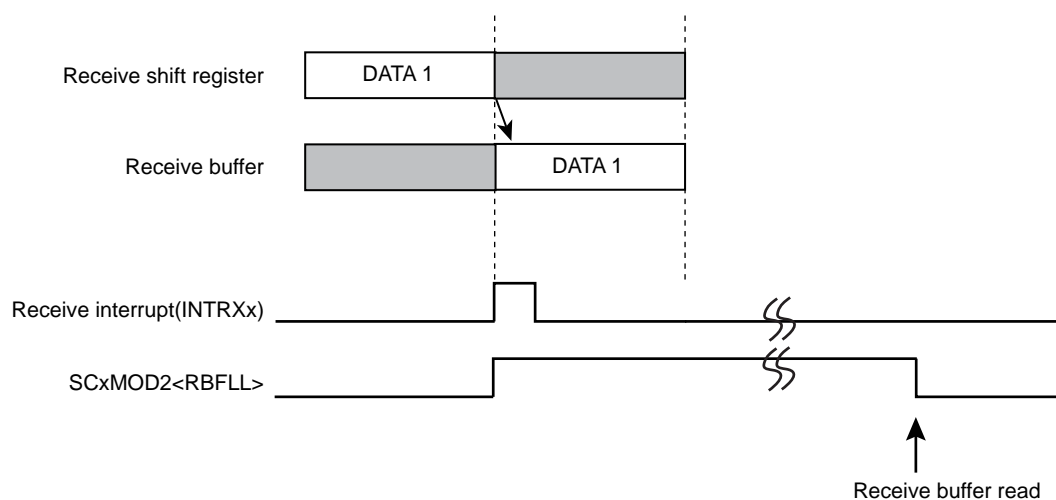 Receive shift register
DATA 1
Receive buffer
DATA 1
Receive interrupt(INTRXx)
SCxMOD2<RBFLL>
Receive buffer read